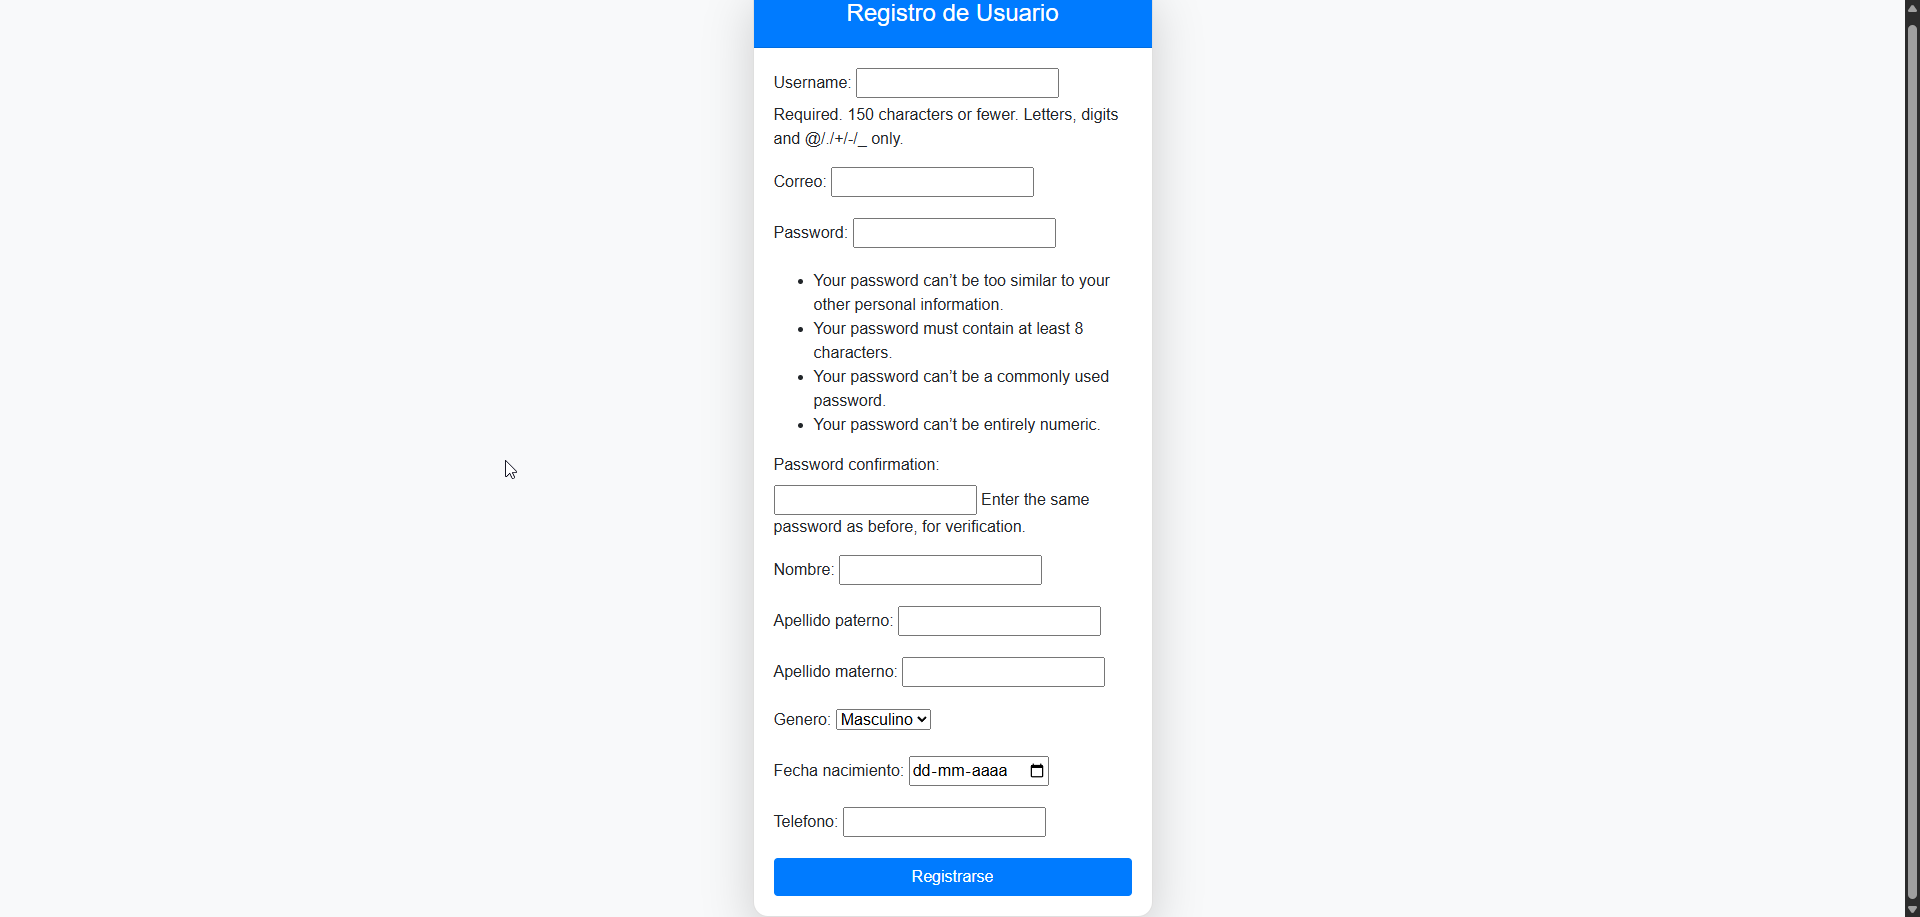 Registro de Usuario
Username:
Required. 150 characters or fewer. Letters, digits
and @/./+/-/_ only.
Correo:
Password:
Your password can’t be too similar to your
other personal information.
Your password must contain at least 8
characters.
Your password can’t be a commonly used
password.
Your password can’t be entirely numeric.
Password confirmation:
Enter the same
password as before, for verification.
Nombre:
Apellido paterno:
Apellido materno:
Genero: Masculino
Fecha nacimiento: dd-mm-aaaa
Telefono:
Registrarse